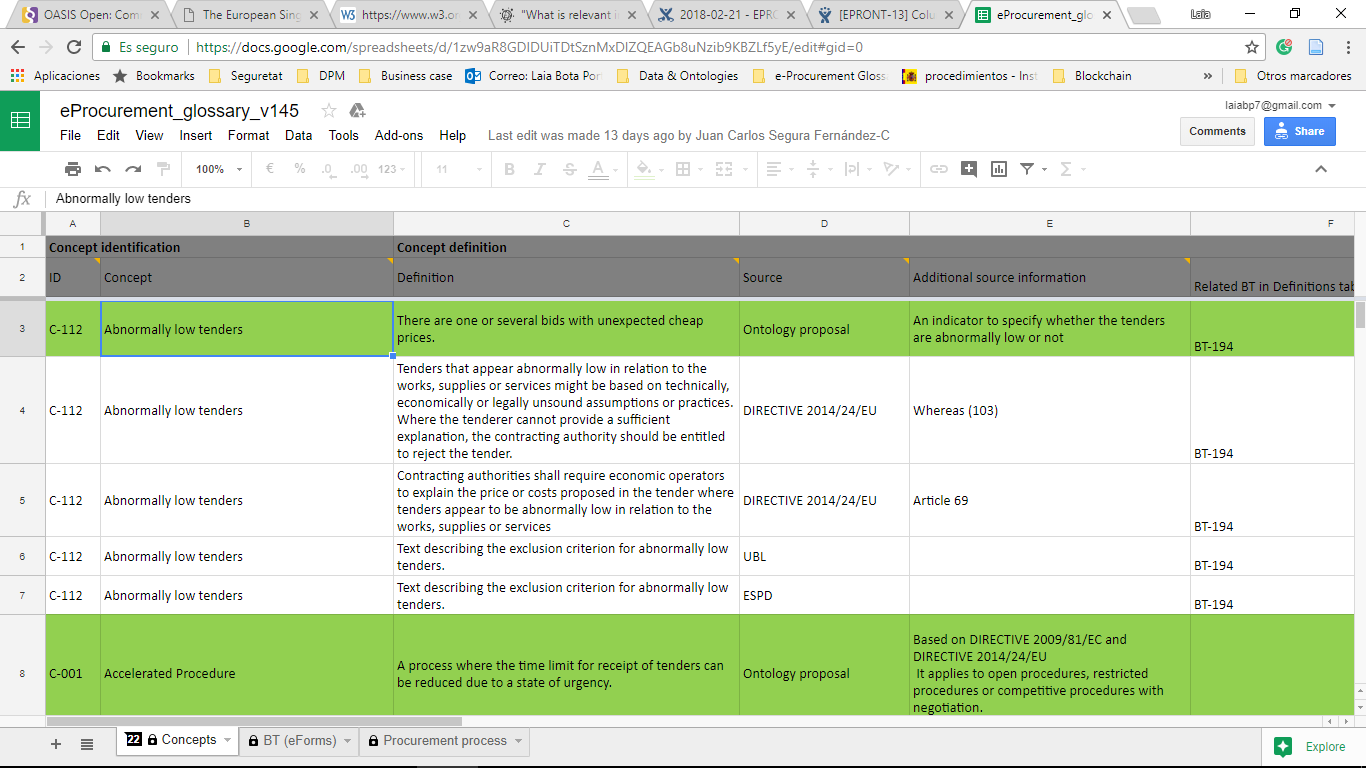 OASIS Open: Com
The European Sing
https://www.w3.or
"What is relevant i
2018-02-21 - EPRO
[EPRONT-13] Colu
eProcurement_glo
Laia
Es seguro
https://docs.google.com/spreadsheets/d/1zw9aR8GDIDUiTDtSznMxDIZQEAGb8uNzib9KBZLf5yE/edit#gid=0
Aplicaciones
Bookmarks
Seguretat
DPM
Business case
Correo: Laia Bota Por
Data & Ontologies
e-Procurement Gloss
procedimientos - Inst
Blockchain
»
Otros marcadores
eProcurement_glossary_v145
laiabp7@gmail.com
File Edit View Insert Format Data Tools Add-ons Help Last edit was made 13 days ago by Juan Carlos Segura Fernández-C
Comments
Share
100% € % .0 .00 123 11 B I S A Σ
fx Abnormally low tenders
A B C D E F
1 Concept identification Concept definition
2 ID Concept Definition Source Additional source information Related BT in Definitions tab
3 C-112 Abnormally low tenders
There are one or several bids with unexpected cheap
prices.
Ontology proposal
An indicator to specify whether the tenders
are abnormally low or not
BT-194
4 C-112 Abnormally low tenders
Tenders that appear abnormally low in relation to the
works, supplies or services might be based on technically,
economically or legally unsound assumptions or practices.
Where the tenderer cannot provide a sufficient
explanation, the contracting authority should be entitled
to reject the tender.
DIRECTIVE 2014/24/EU
Whereas (103)
BT-194
5 C-112 Abnormally low tenders
Contracting authorities shall require economic operators
to explain the price or costs proposed in the tender where
tenders appear to be abnormally low in relation to the
works, supplies or services
DIRECTIVE 2014/24/EU
Article 69
BT-194
6 C-112 Abnormally low tenders
Text describing the exclusion criterion for abnormally low
tenders.
UBL
BT-194
7 C-112 Abnormally low tenders
Text describing the exclusion criterion for abnormally low
tenders.
ESPD
BT-194
8 C-001 Accelerated Procedure
A process where the time limit for receipt of tenders can
be reduced due to a state of urgency.
Ontology proposal
Based on DIRECTIVE 2009/81/EC and
DIRECTIVE 2014/24/EU
It applies to open procedures, restricted
procedures or competitive procedures with
negotiation.
22 Concepts
BT (eForms)
Procurement process
Explore